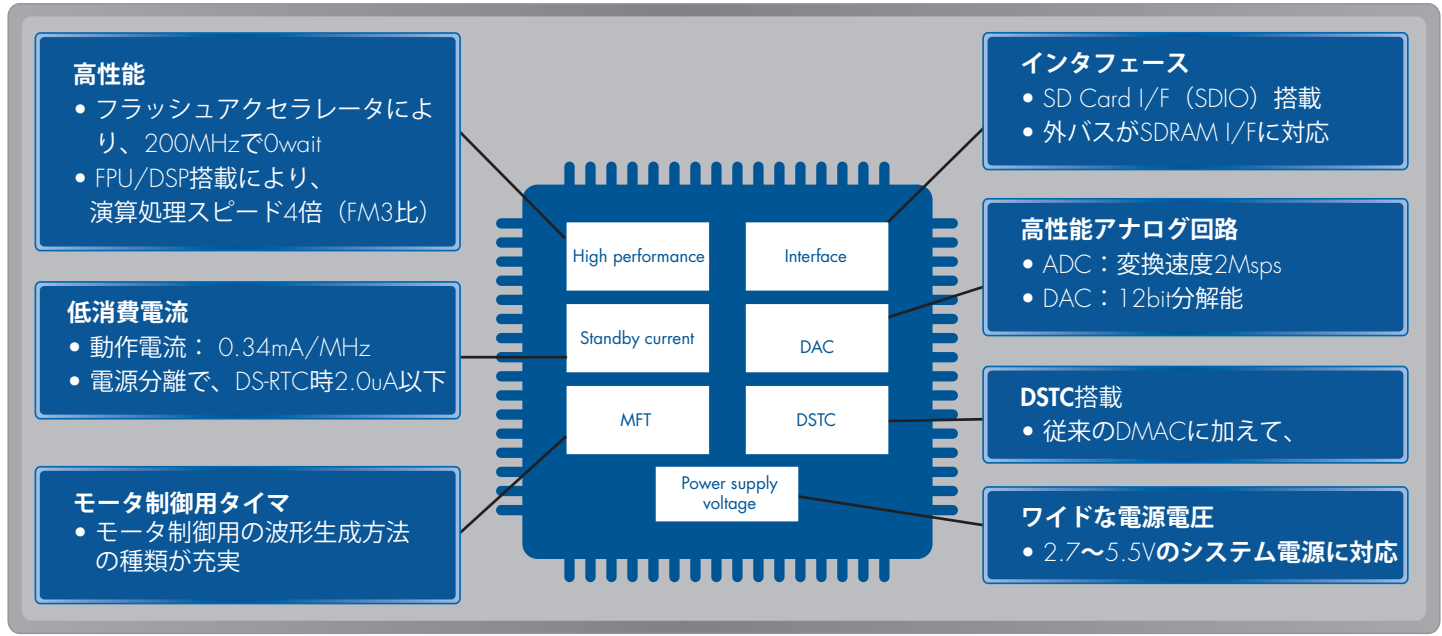 高性能
• フラッシュアクセラレータによ
り、200MHzで0wait
• FPU/DSP搭載により、
演算処理スピード4倍（FM3比）
低消費電流
• 動作電流： 0.34mA/MHz
• 電源分離で、DS-RTC時2.0uA以下
モータ制御用タイマ
• モータ制御用の波形生成方法
の種類が充実
High performance
Interface
Standby current
DAC
MFT
DSTC
Power supply
voltage
インタフェース
• SD Card I/F（SDIO）搭載
• 外バスがSDRAM I/Fに対応
高性能アナログ回路
• ADC：変換速度2Msps
• DAC：12bit分解能
DSTC搭載
• 従来のDMACに加えて、
ワイドな電源電圧
• 2.7〜5.5Vのシステム電源に対応